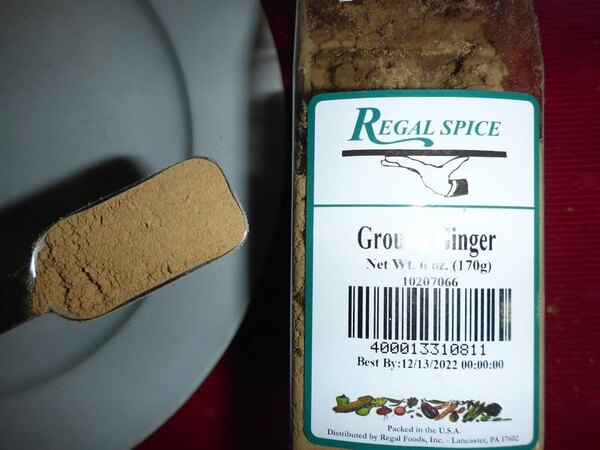 REGAL SPICE
Ground Ginger
Net Wt. 6 oz. (170g)
10207066
400013310811
Best By:12/13/2022 00:00:00
Packed in the U.S.A.
Distributed by Regal Foods, Inc. - Lancaster, PA 17602